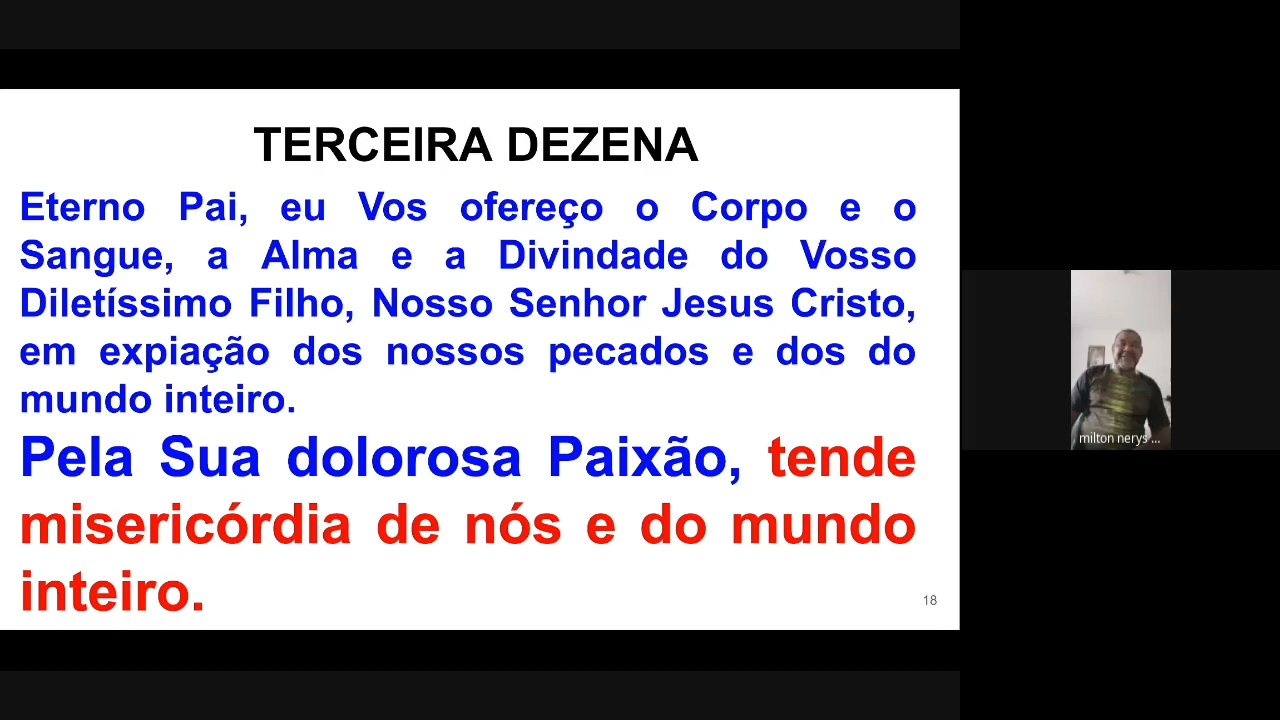 TERCEIRA DEZENA
Eterno Pai, eu Vos ofereço o Corpo e o
Sangue, a Alma e a Divindade do Vosso
Diletíssimo Filho, Nosso Senhor Jesus Cristo,
em expiação dos nossos pecados e dos do
mundo inteiro.
Pela Sua dolorosa Paixão, tende
misericórdia de nós e do mundo
inteiro.
18
milton nerys ...